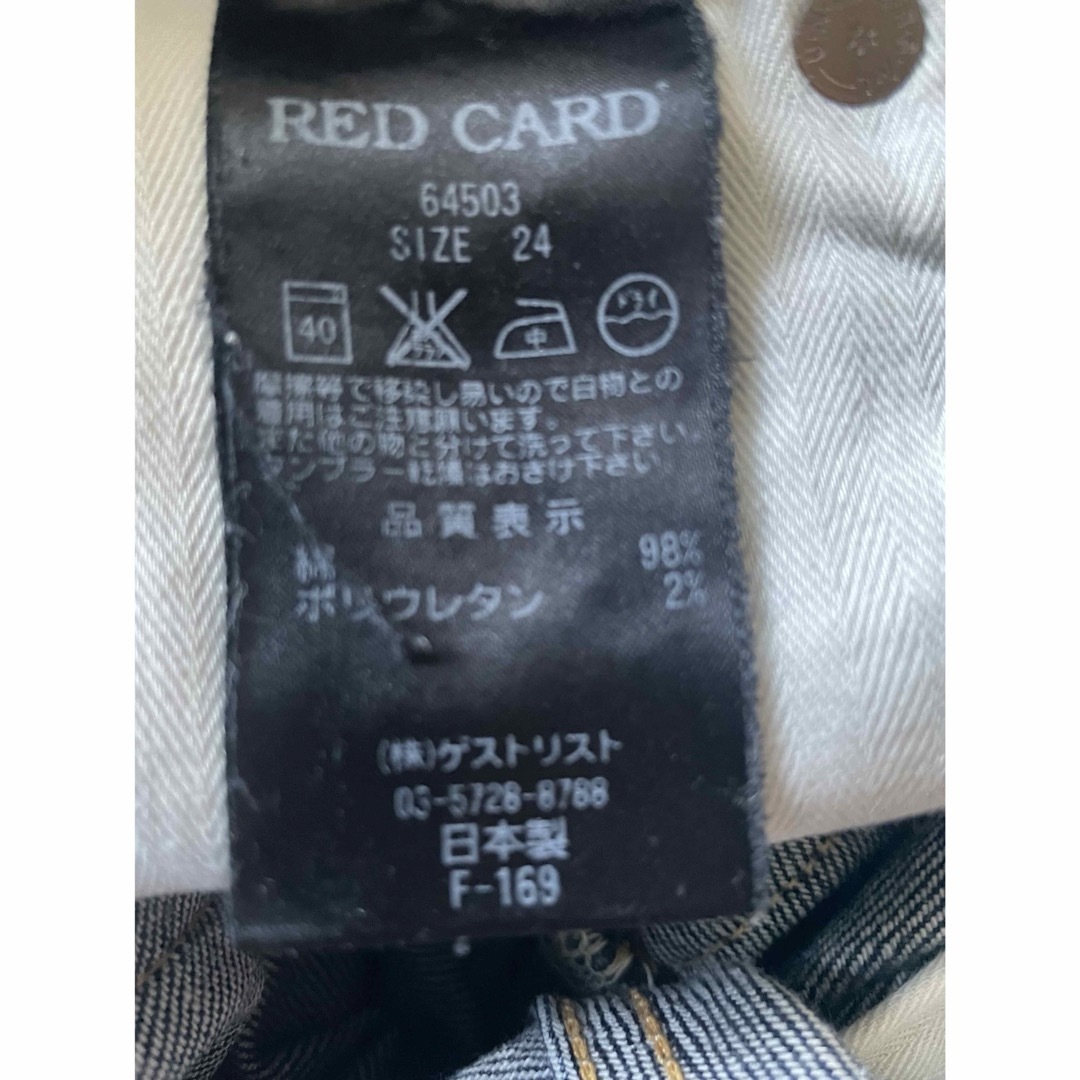 RED CARD
64503
SIZE 24
40 中 ドライ
摩擦等で移染し易いので白物との
着用はご注意願います。
また他の物と分けて洗って下さい。
タンブラー乾燥はおさけ下さい。
品質表示
綿 98%
ポリウレタン 2%
(株)ゲストリスト
03-5728-8788
日本製
F-169